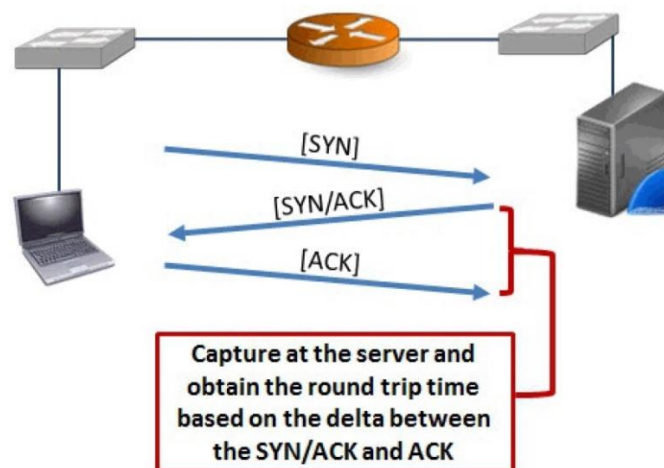 [SYN]
[SYN/ACK]
[ACK]
Capture at the server and
obtain the round trip time
based on the delta between
the SYN/ACK and ACK